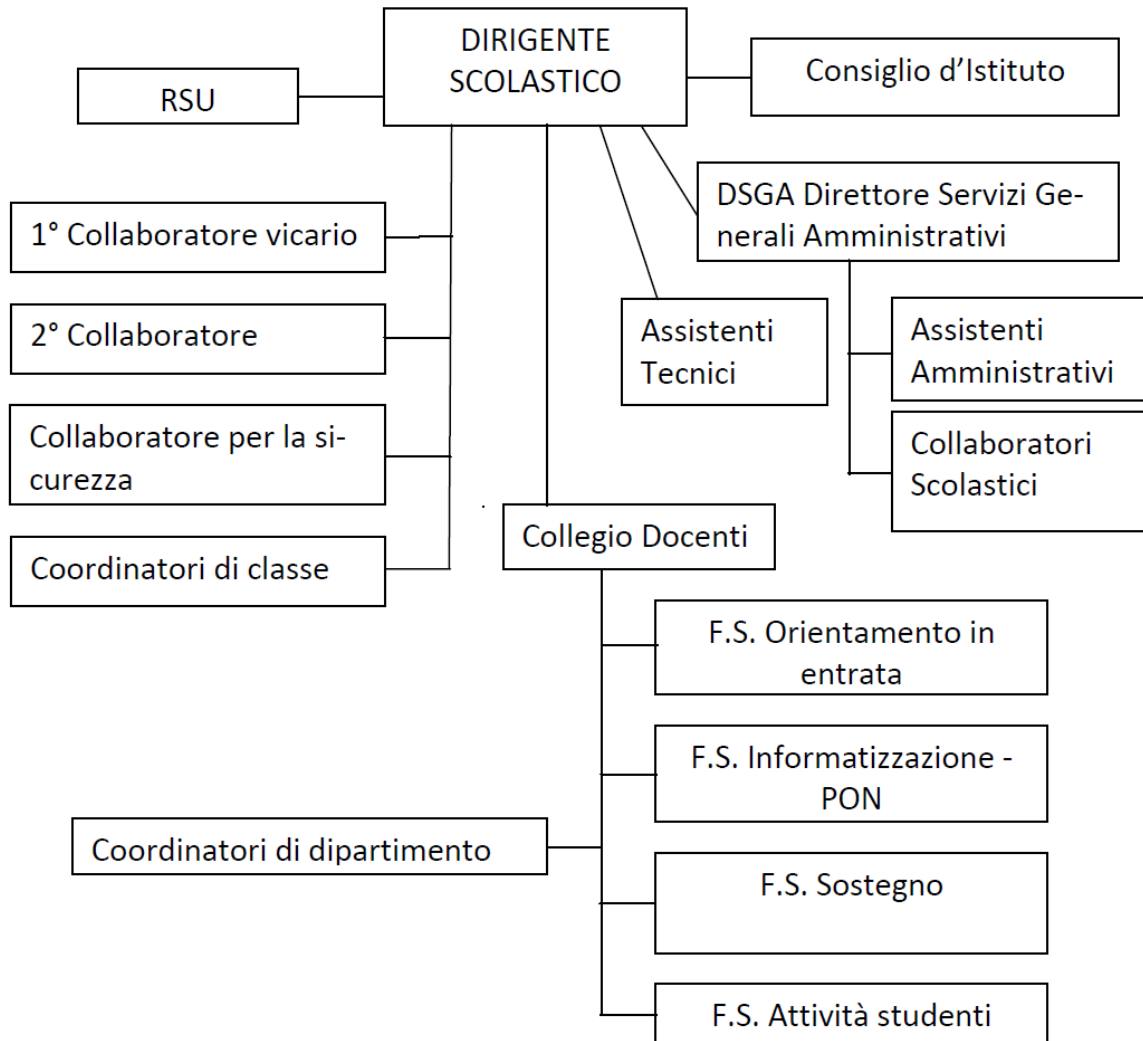 DIRIGENTE
SCOLASTICO
Consiglio d’Istituto
RSU
DSGA Direttore Servizi Ge-
nerali Amministrativi
1° Collaboratore vicario
2° Collaboratore
Assistenti
Tecnici
Assistenti
Amministrativi
Collaboratore per la si-
curezza
Collaboratori
Scolastici
Collegio Docenti
Coordinatori di classe
F.S. Orientamento in
entrata
F.S. Informatizzazione -
PON
Coordinatori di dipartimento
F.S. Sostegno
F.S. Attività studenti